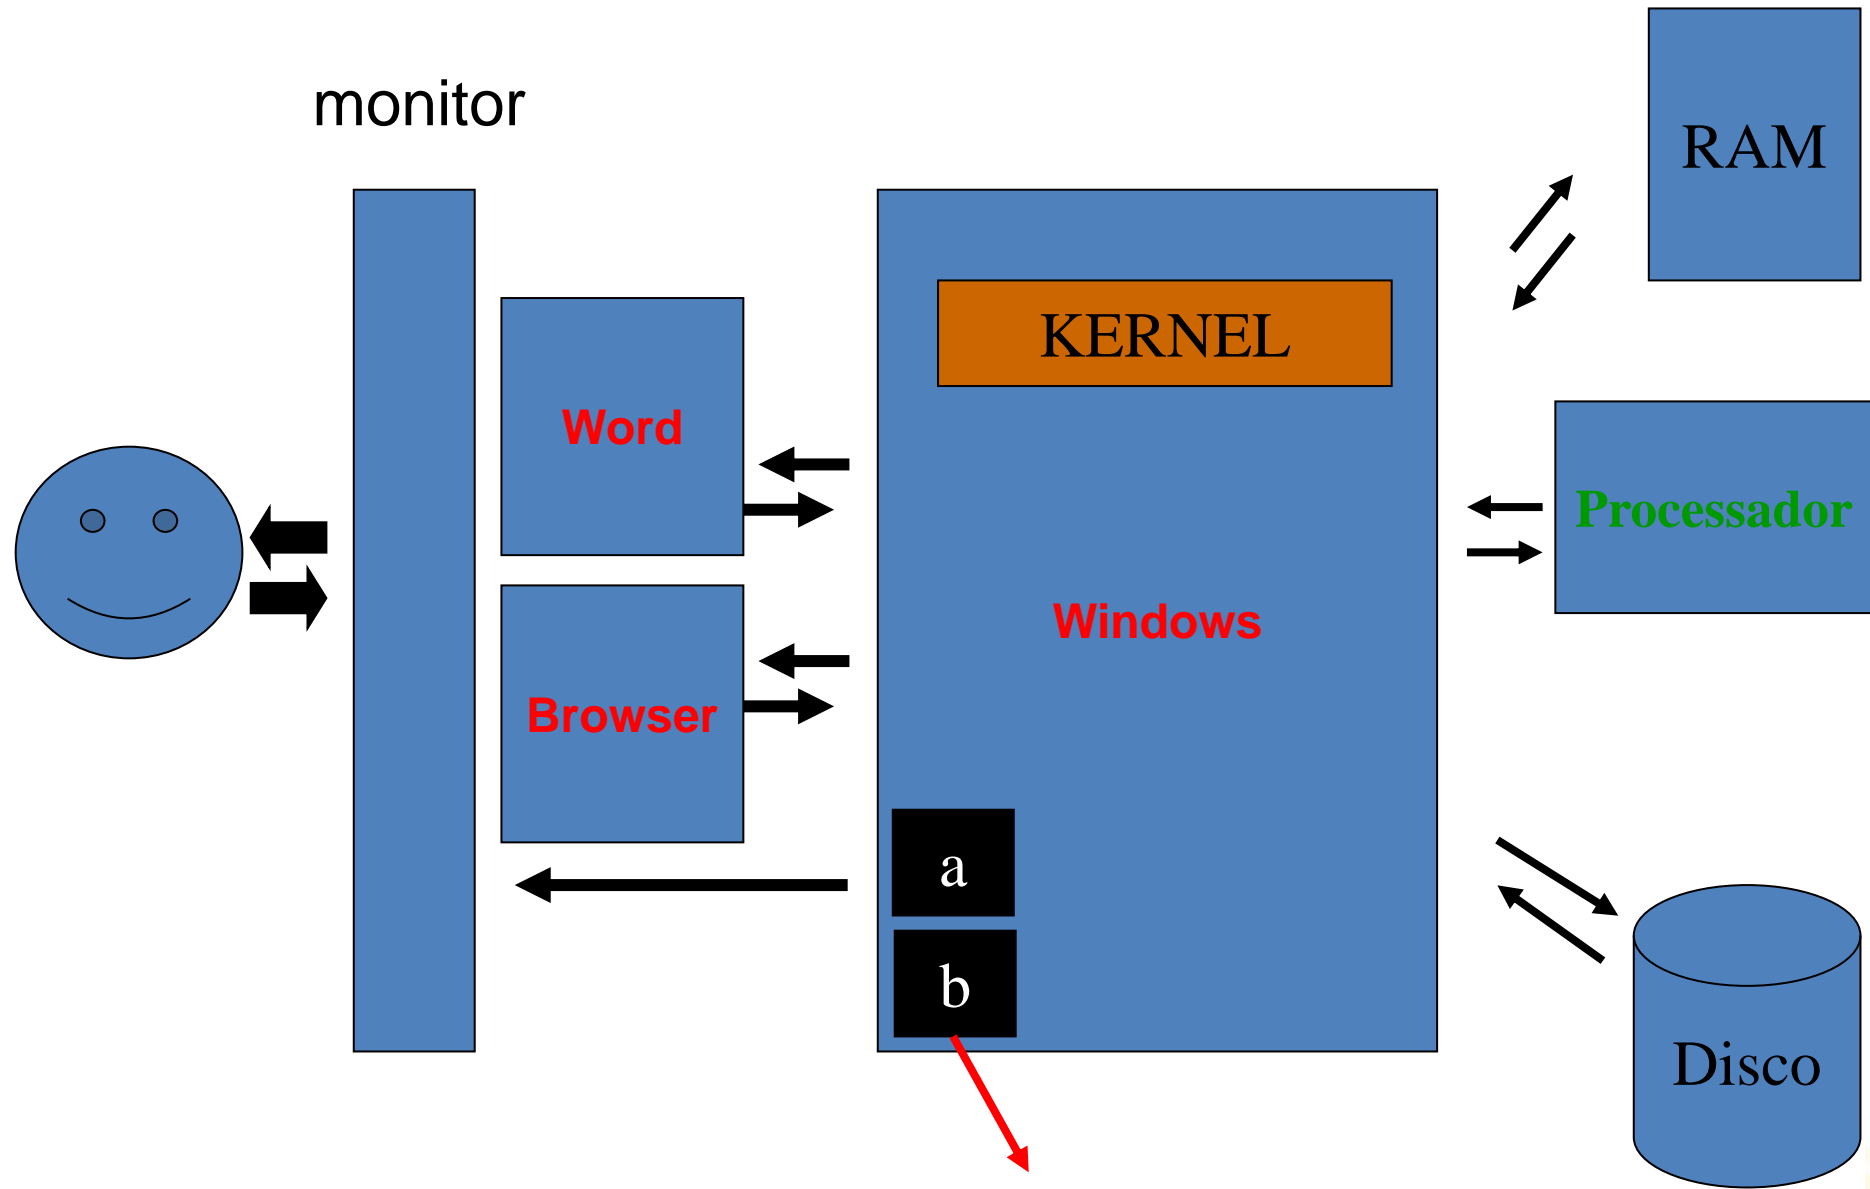 monitor
RAM
KERNEL
Word
Processador
Windows
Browser
a
b
Disco